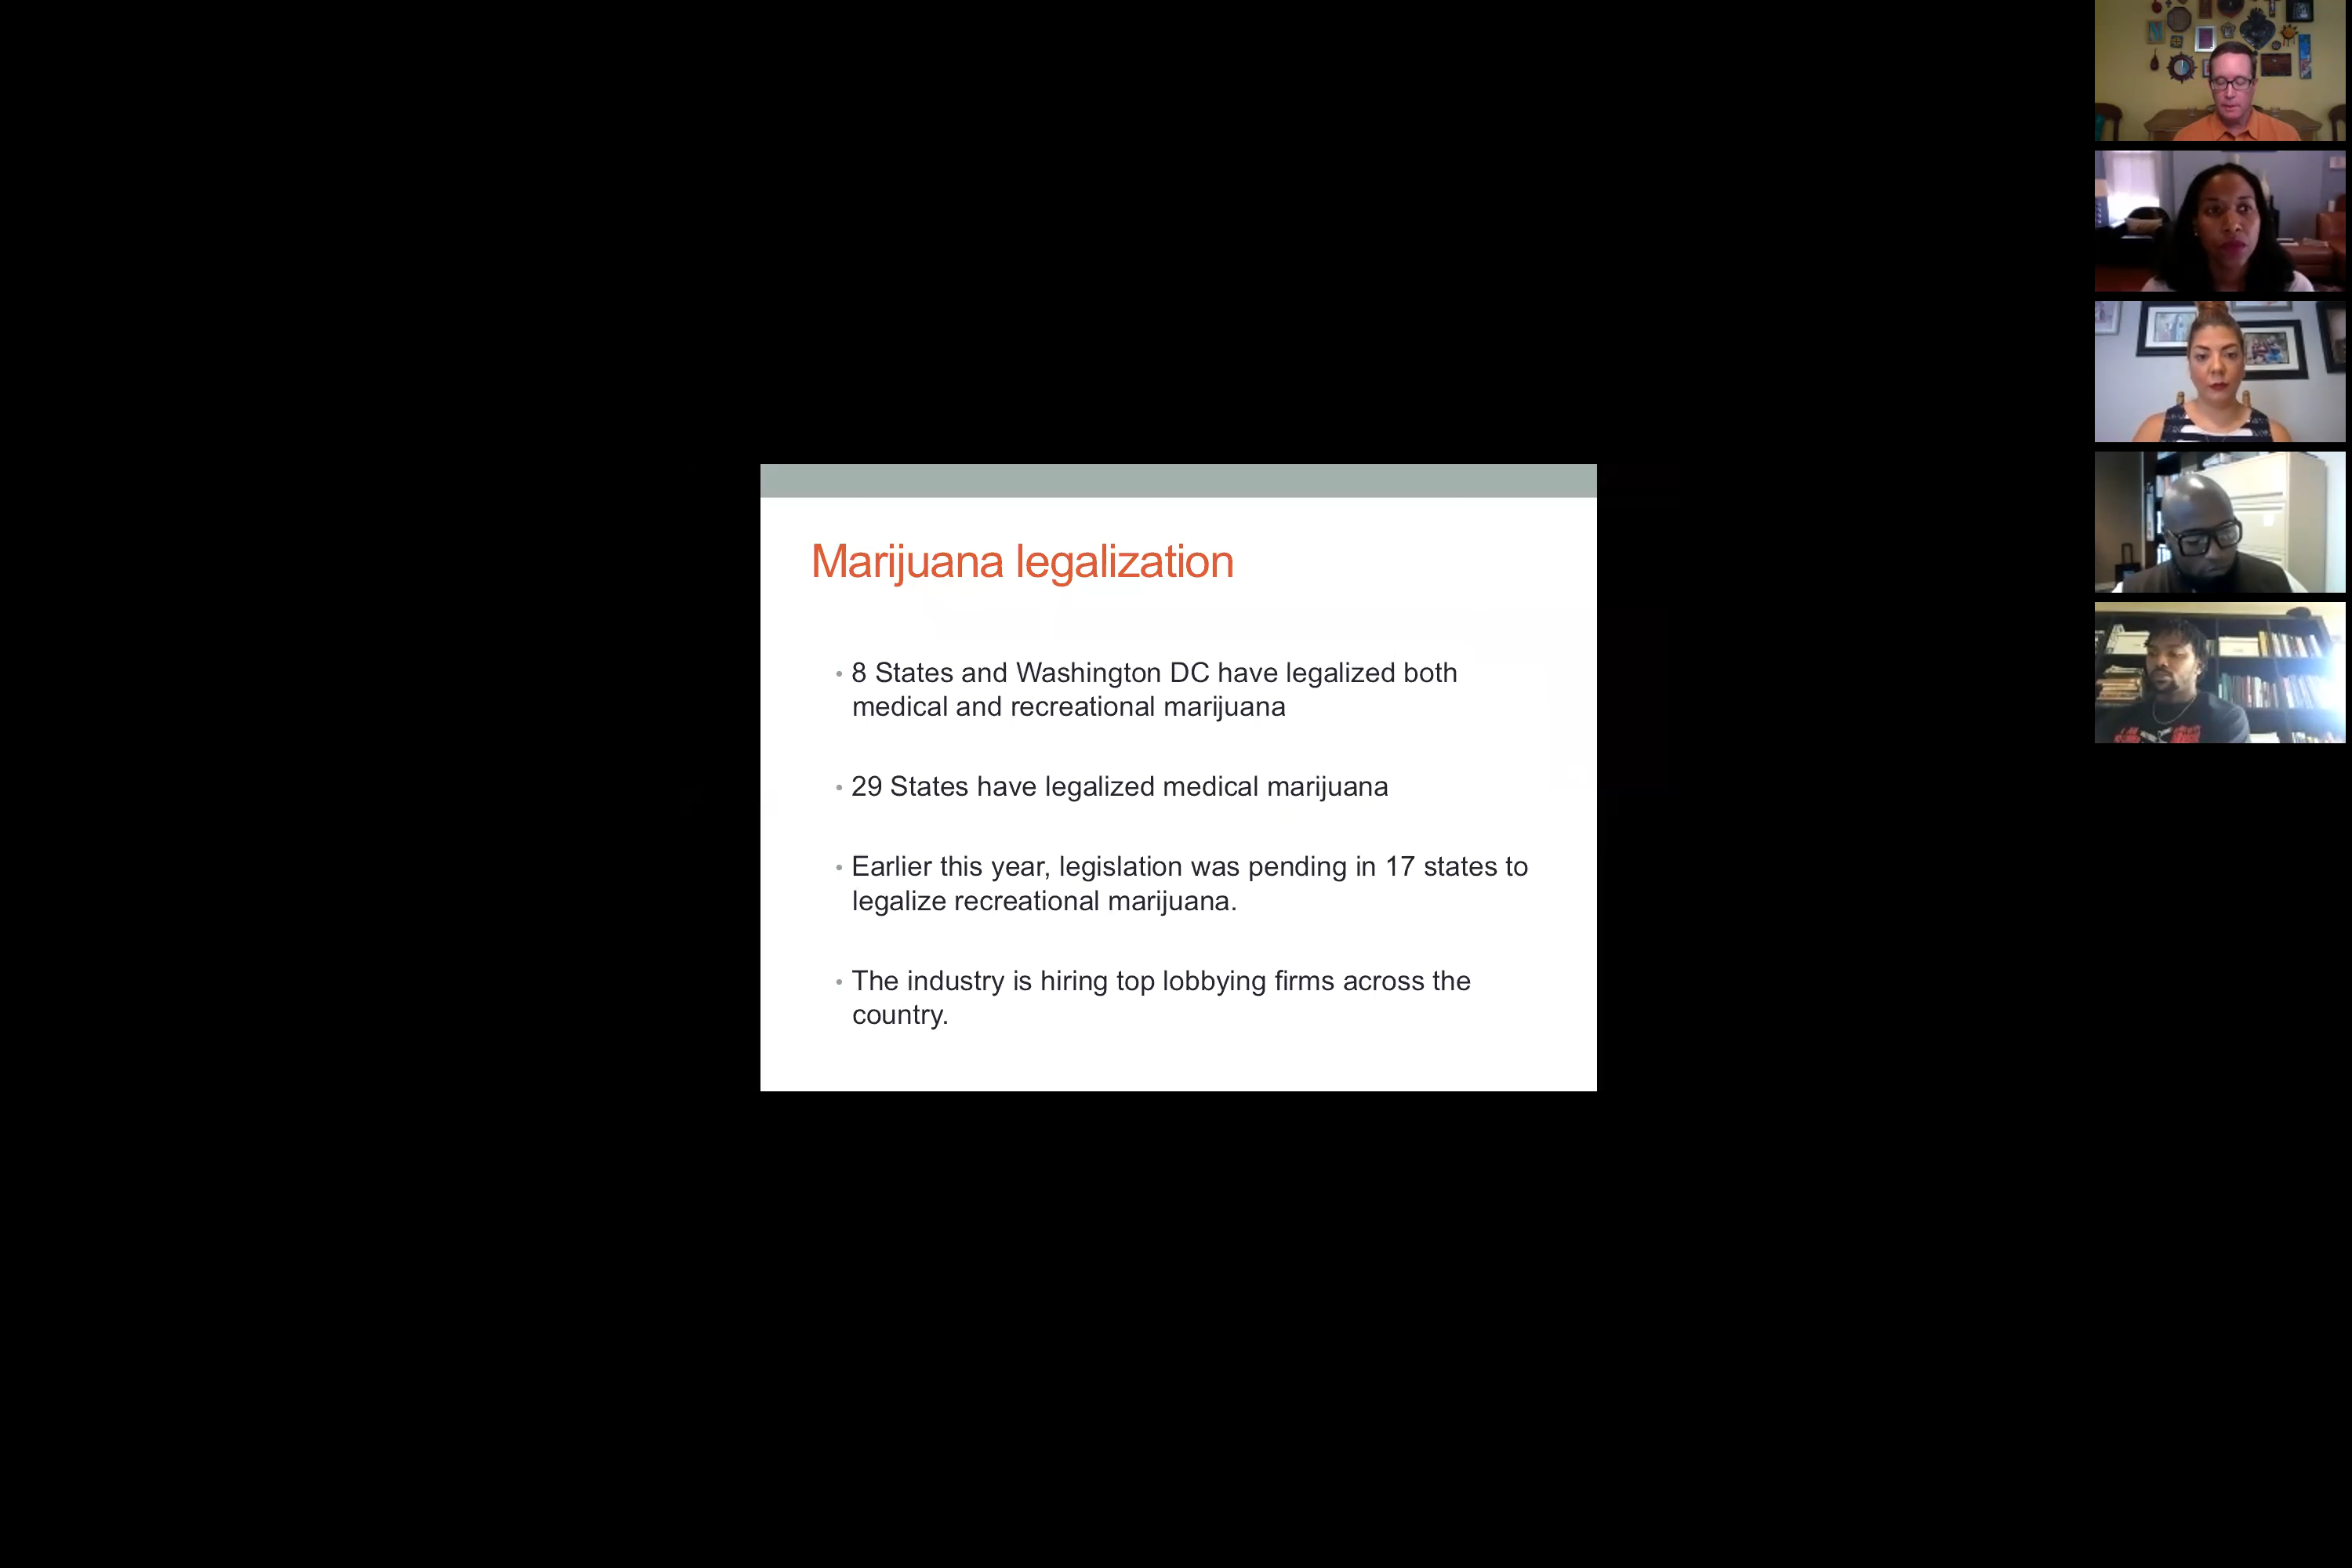 Marijuana legalization
• 8 States and Washington DC have legalized both
medical and recreational marijuana
• 29 States have legalized medical marijuana
• Earlier this year, legislation was pending in 17 states to
legalize recreational marijuana.
• The industry is hiring top lobbying firms across the
country.